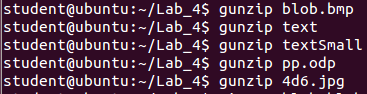 student@ubuntu:~/Lab_4$ gunzip blob.bmp
student@ubuntu:~/Lab_4$ gunzip text
student@ubuntu:~/Lab_4$ gunzip textSmall
student@ubuntu:~/Lab_4$ gunzip pp.odp
student@ubuntu:~/Lab_4$ gunzip 4d6.jpg